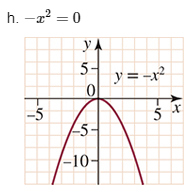 h. −x² = 0
y
5
y = −x²
0
−5
5
x
−5
−10